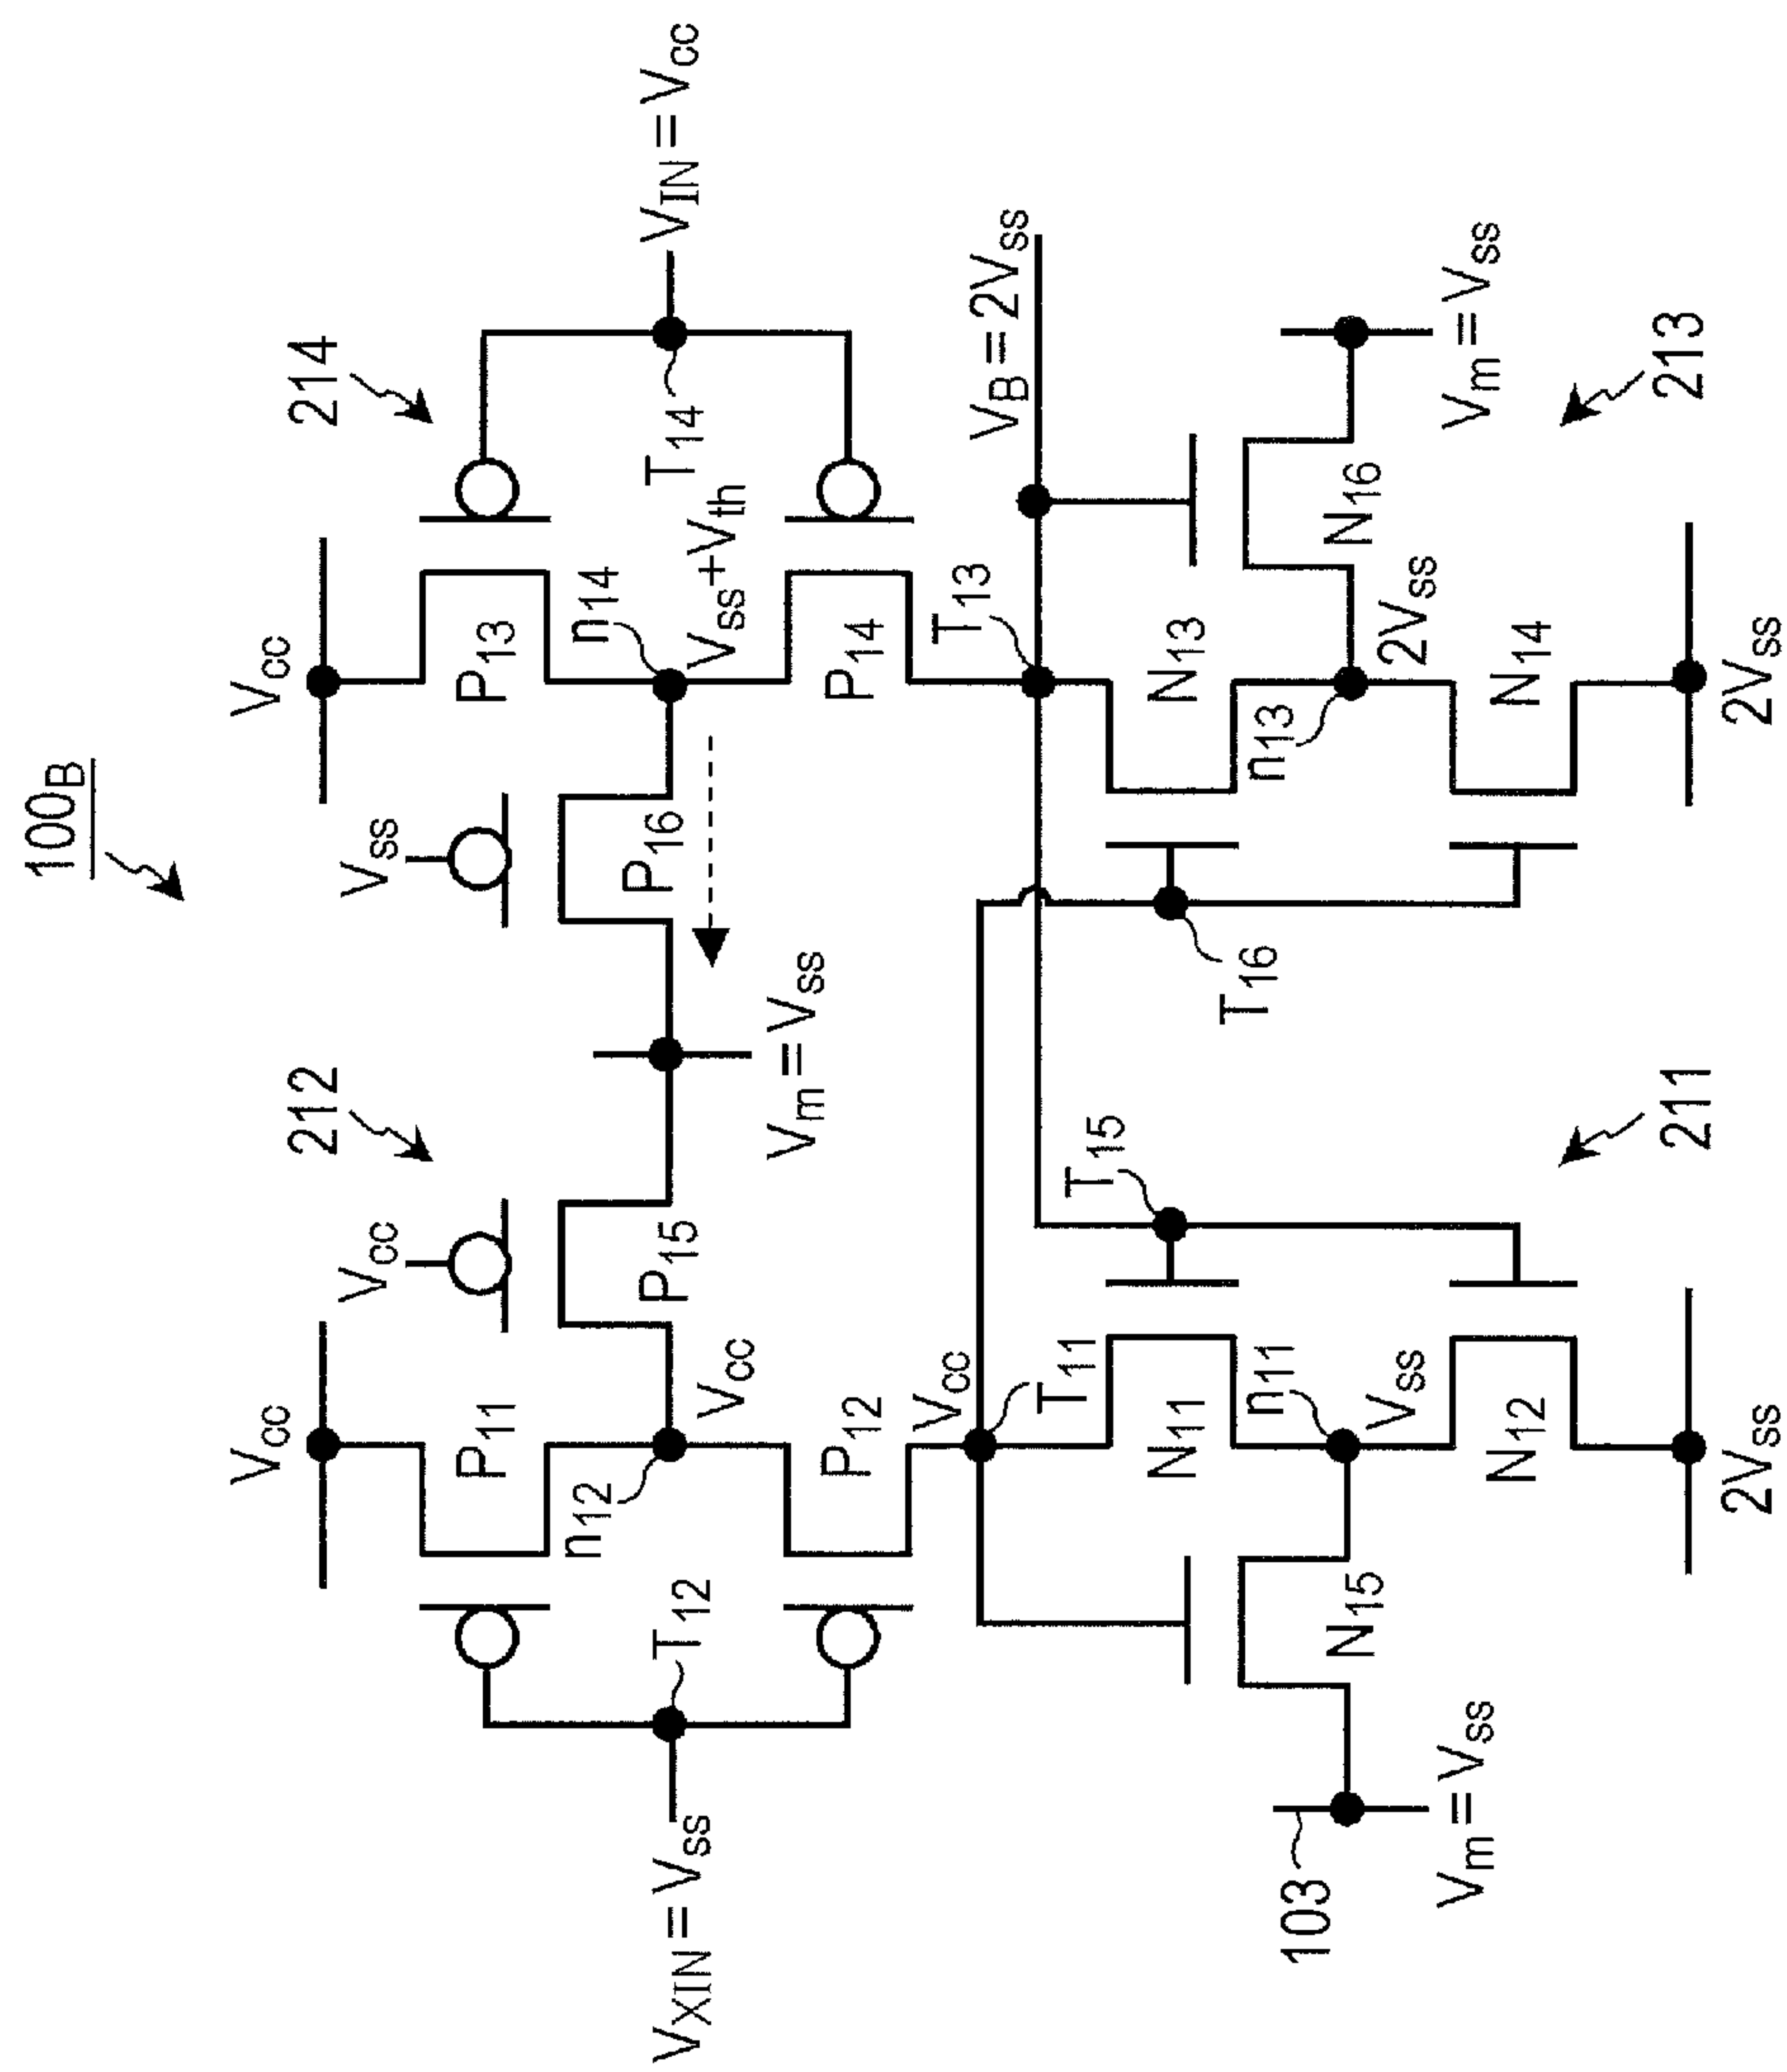 100B
212
214
Vcc
Vcc
Vcc
Vss
P11
P15
P16
P13
VXIN=Vss
T12
n12
Vcc
Vm=Vss
n14
Vss+Vth
T14
VIN=Vcc
P12
P14
Vcc
T11
T13
VB=2Vss
T15
N11
N13
T16
103
N15
n11
Vss
n13
2Vss
N16
Vm=Vss
N12
N14
Vm=Vss
211
213
2Vss
2Vss